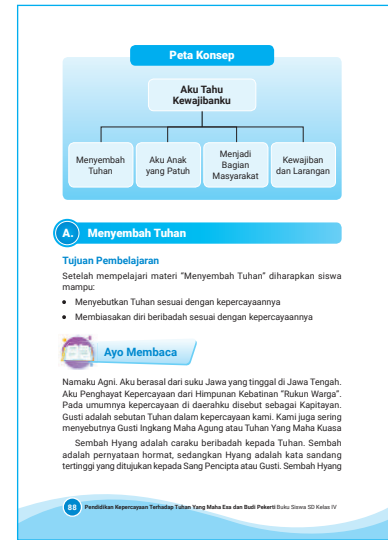 Peta Konsep
Aku Tahu
Kewajibanku
Menyembah
Tuhan
Aku Anak
yang Patuh
Menjadi
Bagian
Masyarakat
Kewajiban
dan Larangan
A. Menyembah Tuhan
Tujuan Pembelajaran
Setelah mempelajari materi “Menyembah Tuhan” diharapkan siswa
mampu:
• Menyebutkan Tuhan sesuai dengan kepercayaannya
• Membiasakan diri beribadah sesuai dengan kepercayaannya
Ayo Membaca
Namaku Agni. Aku berasal dari suku Jawa yang tinggal di Jawa Tengah.
Aku Penghayat Kepercayaan dari Himpunan Kebatinan “Rukun Warga”.
Pada umumnya kepercayaan di daerahku disebut sebagai Kapitayan.
Gusti adalah sebutan Tuhan dalam kepercayaan kami. Kami juga sering
menyebutnya Gusti Ingkang Maha Agung atau Tuhan Yang Maha Kuasa
Sembah Hyang adalah caraku beribadah kepada Tuhan. Sembah
adalah pernyataan hormat, sedangkan Hyang adalah kata sandang
tertinggi yang ditujukan kepada Sang Pencipta atau Gusti. Sembah Hyang
88 Pendidikan Kepercayaan Terhadap Tuhan Yang Maha Esa dan Budi Pekerti Buku Siswa SD Kelas IV